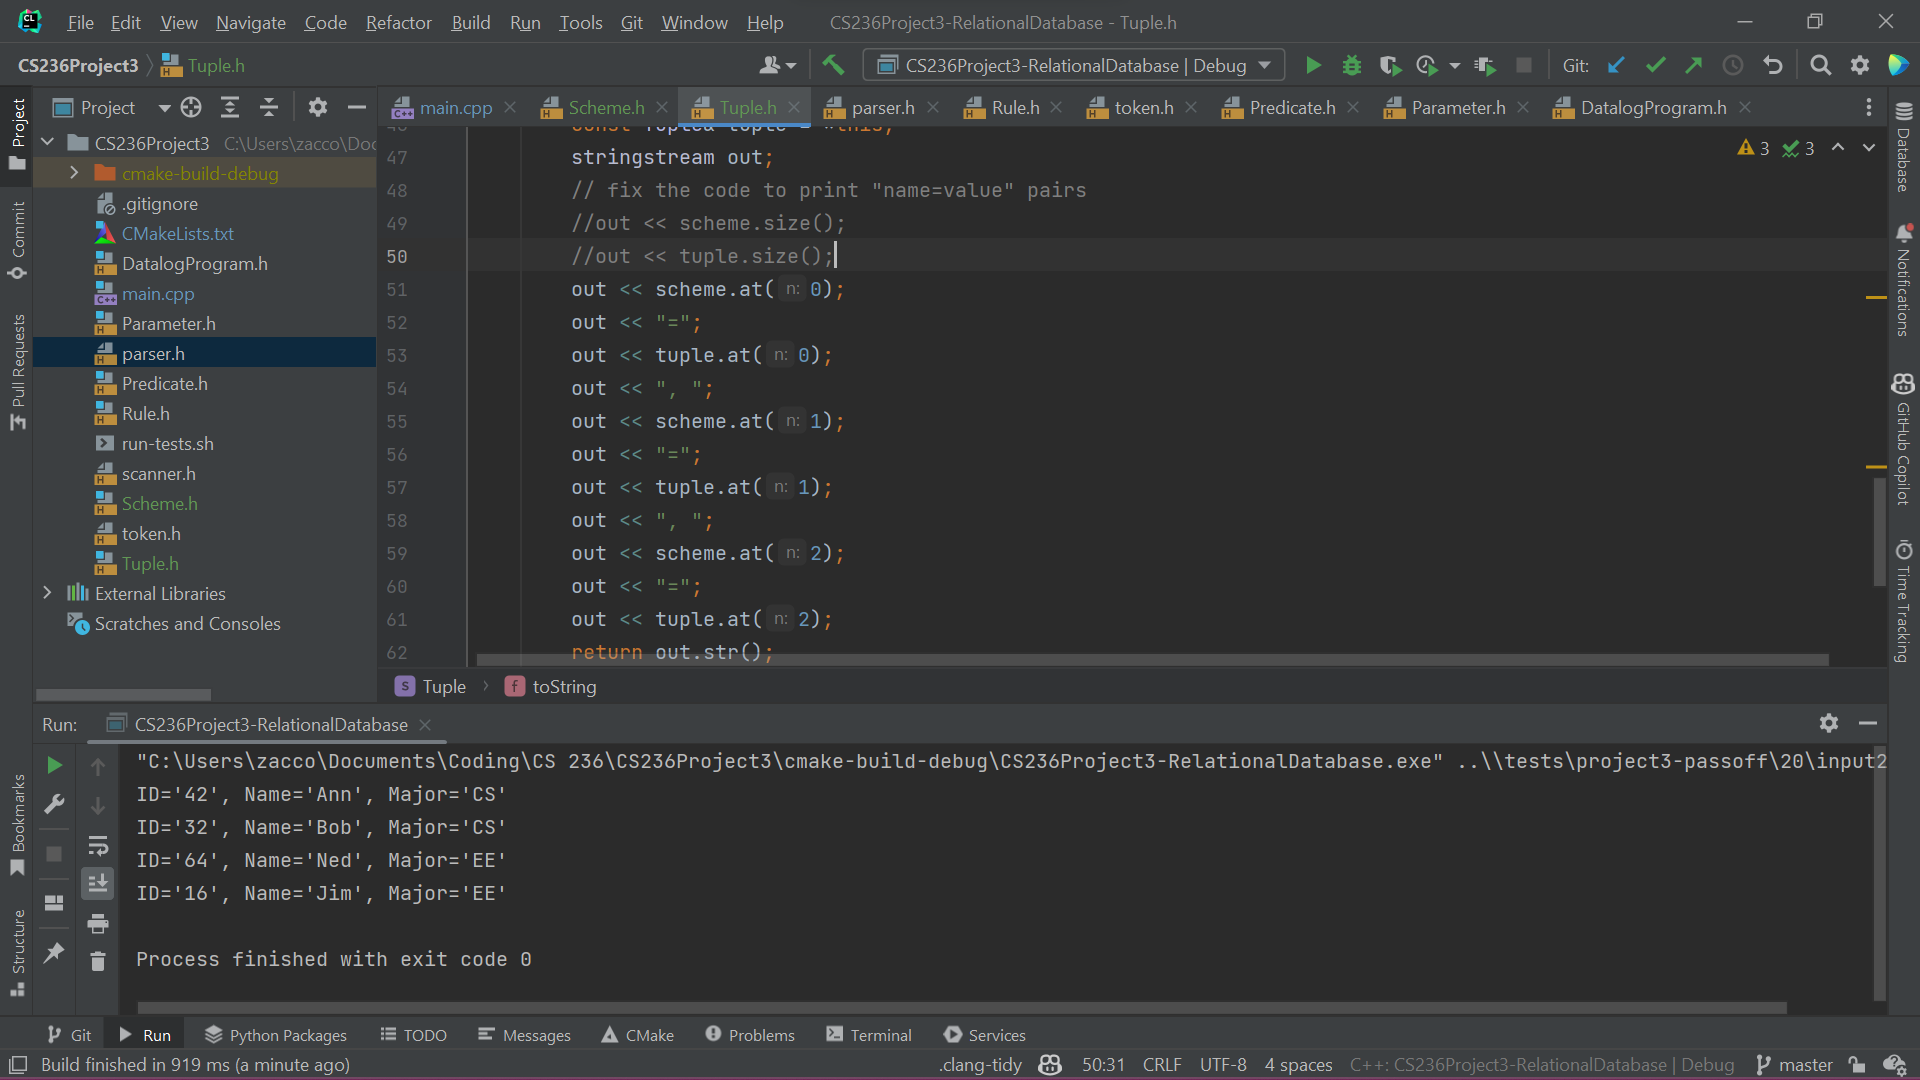 File Edit View Navigate Code Refactor Build Run Tools Git Window Help CS236Project3-RelationalDatabase - Tuple.h
CS236Project3 Tuple.h CS236Project3-RelationalDatabase | Debug Git:
Project main.cpp Scheme.h Tuple.h parser.h Rule.h token.h Predicate.h Parameter.h DatalogProgram.h
CS236Project3 C:\Users\zacco\Doc
cmake-build-debug
.gitignore
CMakeLists.txt
DatalogProgram.h
main.cpp
Parameter.h
parser.h
Predicate.h
Rule.h
run-tests.sh
scanner.h
Scheme.h
token.h
Tuple.h
External Libraries
Scratches and Consoles
Project
Commit
Pull Requests
Bookmarks
Structure
3 3
47 stringstream out;
48 // fix the code to print "name=value" pairs
49 //out << scheme.size();
50 //out << tuple.size();
51 out << scheme.at( n: 0);
52 out << "=";
53 out << tuple.at( n: 0);
54 out << ", ";
55 out << scheme.at( n: 1);
56 out << "=";
57 out << tuple.at( n: 1);
58 out << ", ";
59 out << scheme.at( n: 2);
60 out << "=";
61 out << tuple.at( n: 2);
62 return out.str();
S Tuple f toString
Database
Notifications
GitHub Copilot
Time Tracking
Run: CS236Project3-RelationalDatabase
"C:\Users\zacco\Documents\Coding\CS 236\CS236Project3\cmake-build-debug\CS236Project3-RelationalDatabase.exe" ..\\tests\project3-passoff\20\input2
ID='42', Name='Ann', Major='CS'
ID='32', Name='Bob', Major='CS'
ID='64', Name='Ned', Major='EE'
ID='16', Name='Jim', Major='EE'
Process finished with exit code 0
Git Run Python Packages TODO Messages CMake Problems Terminal Services
Build finished in 919 ms (a minute ago) .clang-tidy 50:31 CRLF UTF-8 4 spaces C++: CS236Project3-RelationalDatabase | Debug master